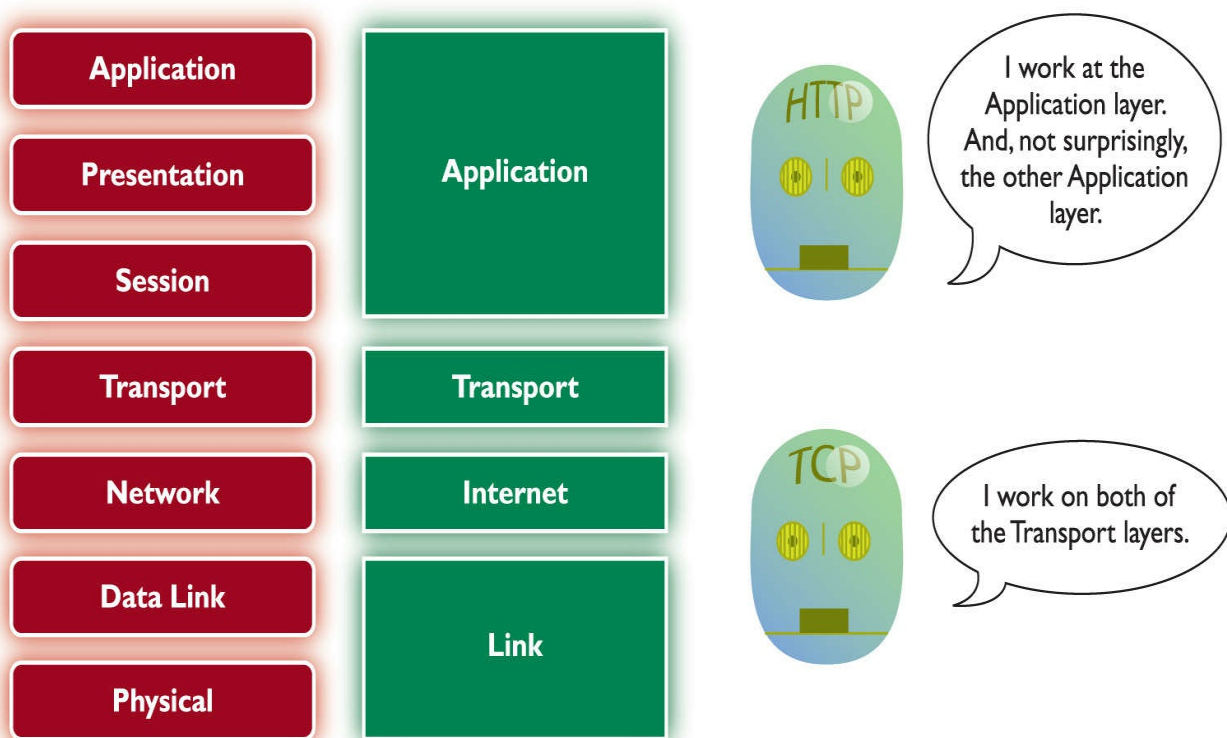 Application
Presentation
Session
Transport
Network
Data Link
Physical
Application
Transport
Internet
Link
HTTP
I work at the
Application layer.
And, not surprisingly,
the other Application
layer.
TCP
I work on both of
the Transport layers.